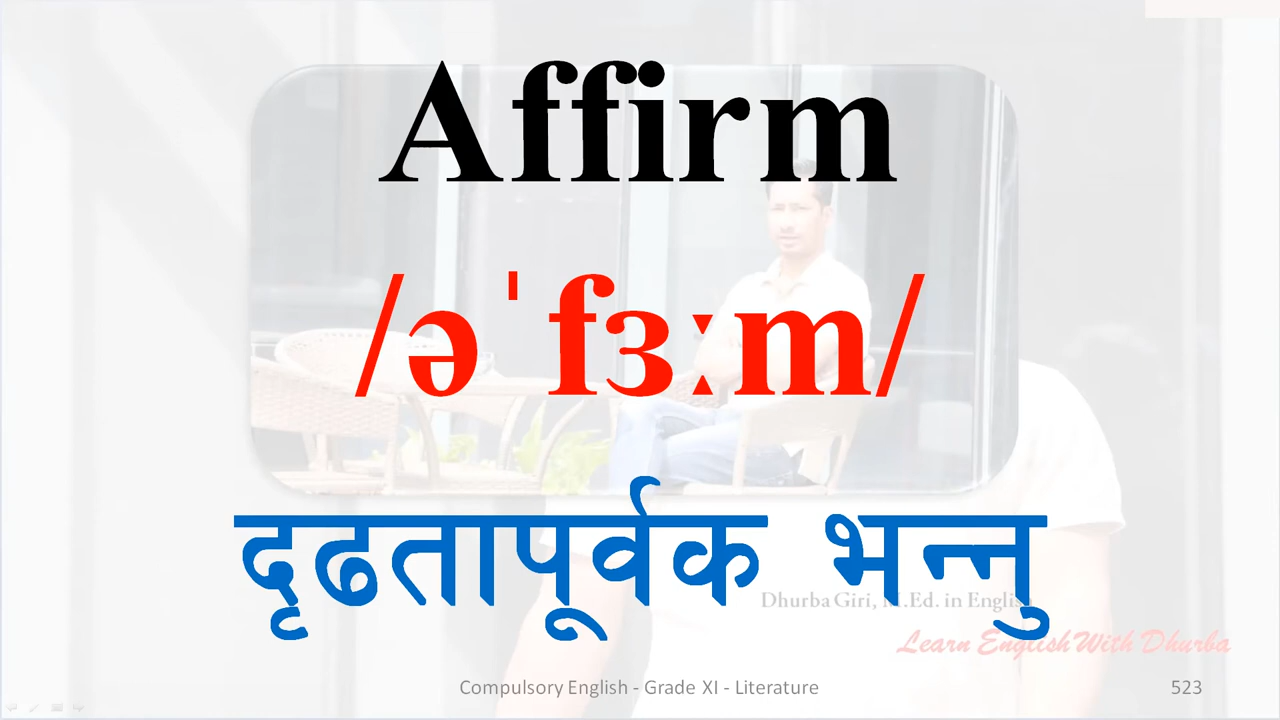 Affirm
/əˈfɜːm/
दृढतापूर्वक भन्नु
Dhurba Giri, M.Ed. in English
Learn English With Dhurba
Compulsory English - Grade XI - Literature
523